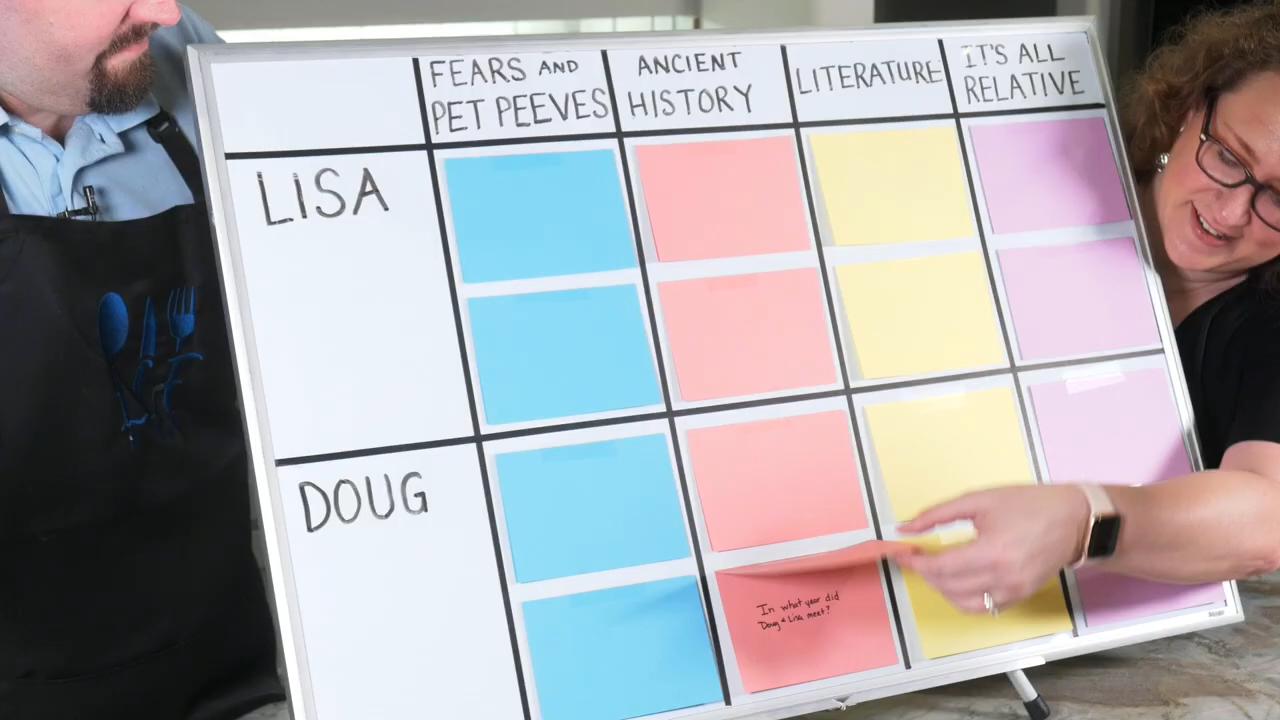 FEARS AND
PET PEEVES
ANCIENT
HISTORY
LITERATURE
IT'S ALL
RELATIVE
LISA
DOUG
In what year did
Doug & Lisa meet?